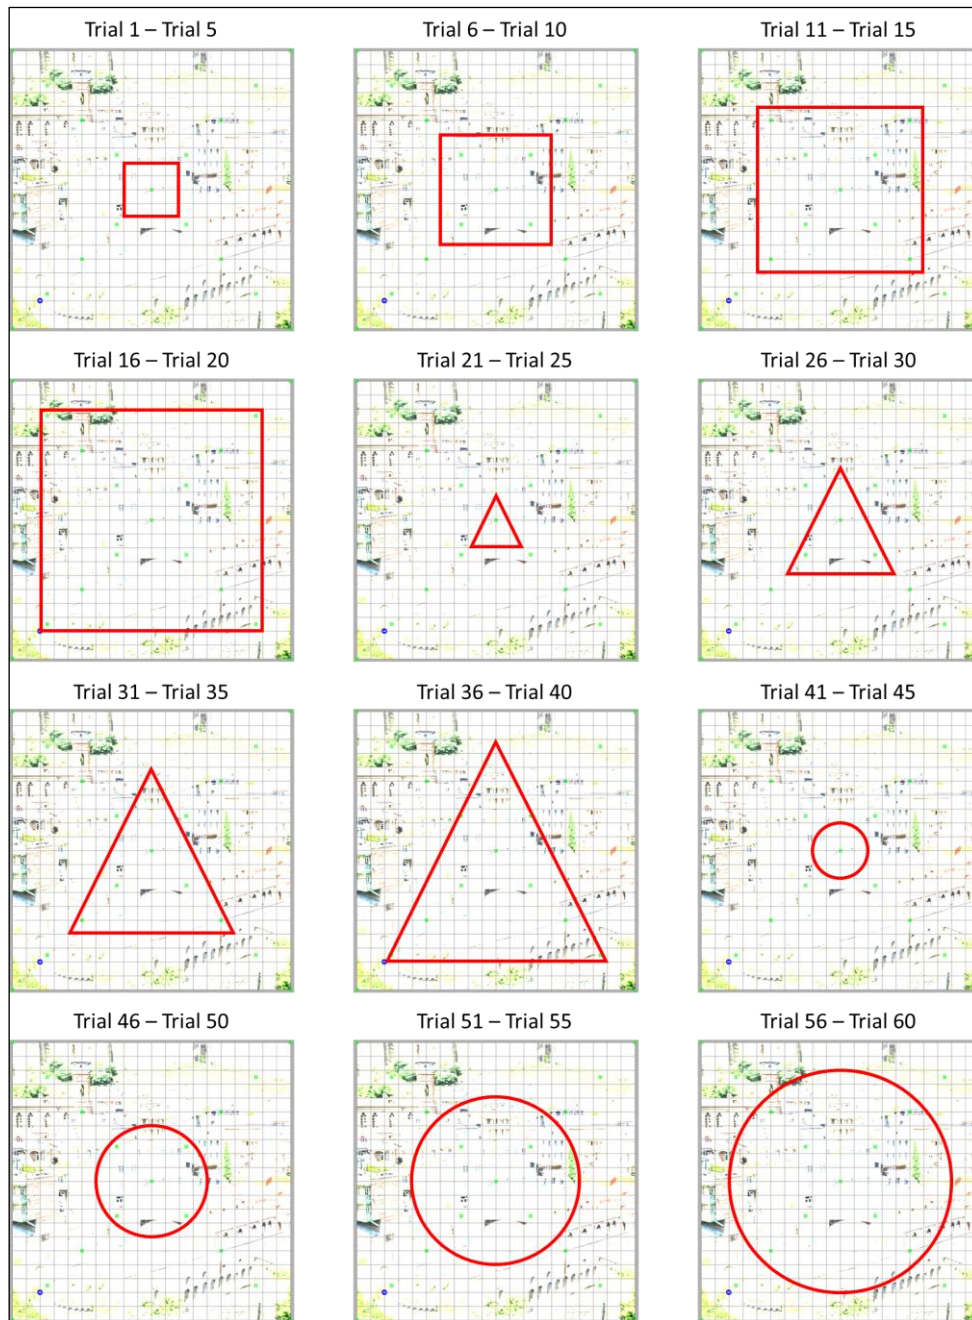 Trial 1 – Trial 5
Trial 6 – Trial 10
Trial 11 – Trial 15
Trial 16 – Trial 20
Trial 21 – Trial 25
Trial 26 – Trial 30
Trial 31 – Trial 35
Trial 36 – Trial 40
Trial 41 – Trial 45
Trial 46 – Trial 50
Trial 51 – Trial 55
Trial 56 – Trial 60